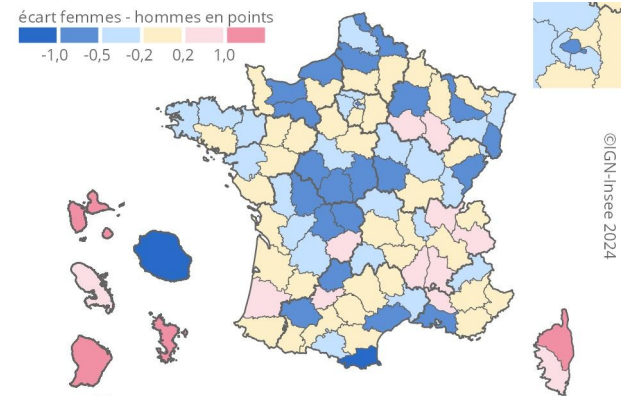 écart femmes - hommes en points
-1,0 -0,5 -0,2 0,2 1,0
©IGN-Insee 2024